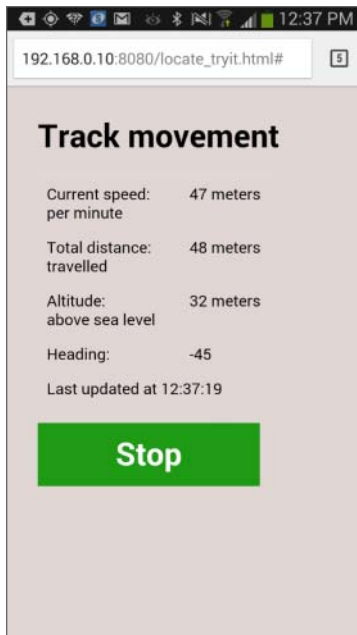 12:37 PM
192.168.0.10:8080/locate_tryit.html#
5
Track movement
Current speed: 47 meters
per minute
Total distance: 48 meters
travelled
Altitude: 32 meters
above sea level
Heading: -45
Last updated at 12:37:19
Stop